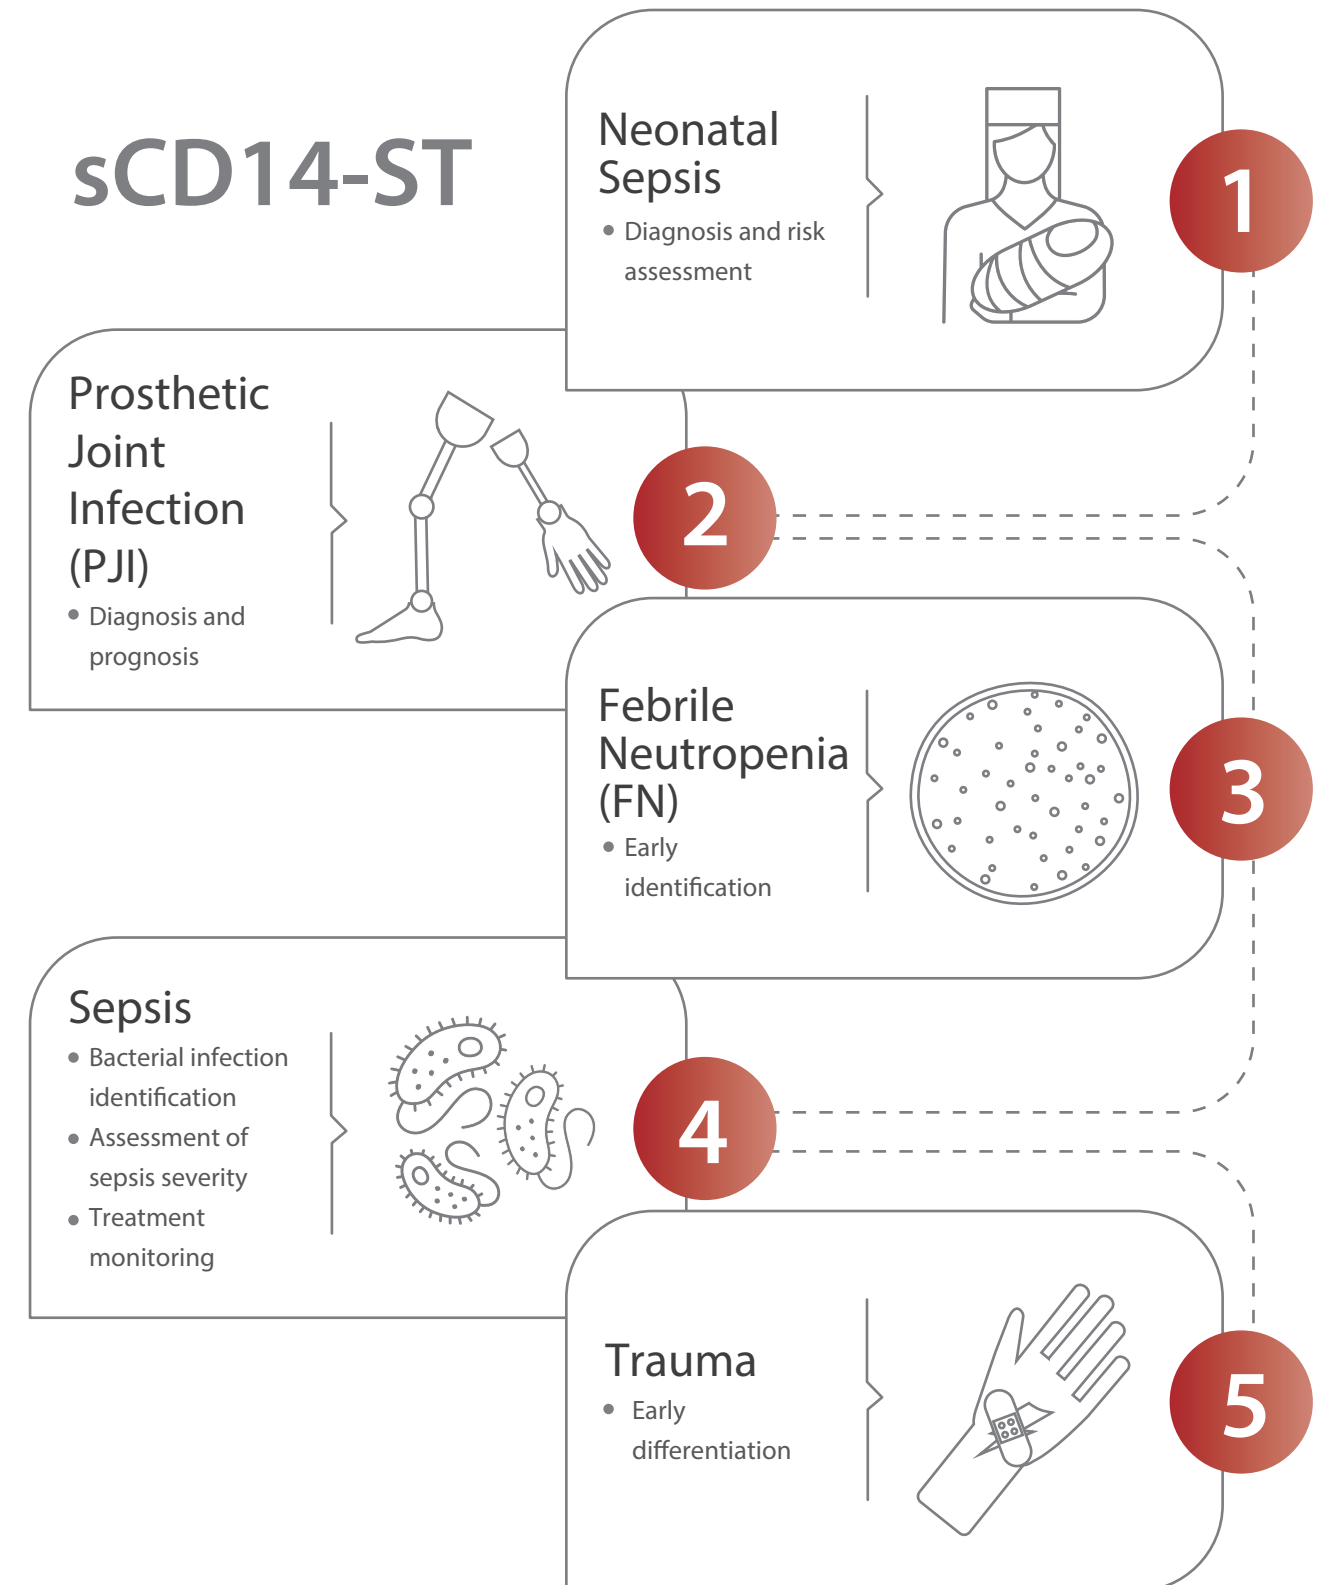 sCD14-ST
Neonatal
Sepsis
• Diagnosis and risk
assessment
1
Prosthetic
Joint
Infection
(PJI)
• Diagnosis and
prognosis
2
Febrile
Neutropenia
(FN)
• Early
identification
3
Sepsis
• Bacterial infection
identification
• Assessment of
sepsis severity
• Treatment
monitoring
4
Trauma
• Early
differentiation
5